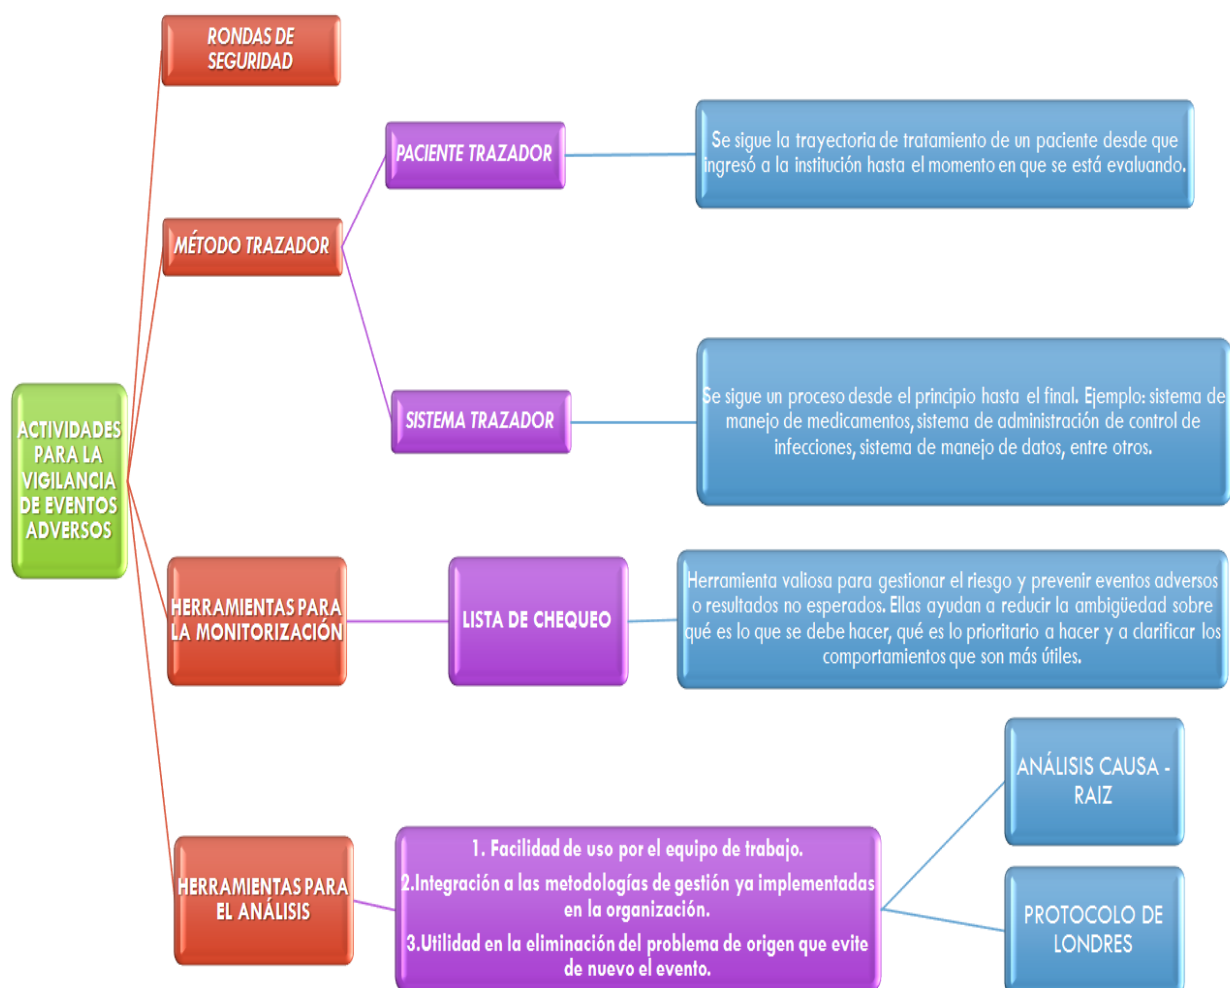 RONDAS DE
SEGURIDAD
PACIENTE TRAZADOR
Se sigue la trayectoria de tratamiento de un paciente desde que
ingresó a la institución hasta el momento en que se está evaluando.
MÉTODO TRAZADOR
SISTEMA TRAZADOR
Se sigue un proceso desde el principio hasta el final. Ejemplo: sistema de
manejo de medicamentos, sistema de administración de control de
infecciones, sistema de manejo de datos, entre otros.
ACTIVIDADES
PARA LA
VIGILANCIA
DE EVENTOS
ADVERSOS
HERRAMIENTAS PARA
LA MONITORIZACIÓN
LISTA DE CHEQUEO
Herramienta valiosa para gestionar el riesgo y prevenir eventos adversos
o resultados no esperados. Ellas ayudan a reducir la ambigüedad sobre
qué es lo que se debe hacer, qué es lo prioritario a hacer y a clarificar los
comportamientos que son más útiles.
HERRAMIENTAS PARA
EL ANÁLISIS
1. Facilidad de uso por el equipo de trabajo.
2.Integración a las metodologías de gestión ya implementadas
en la organización.
3.Utilidad en la eliminación del problema de origen que evite
de nuevo el evento.
ANÁLISIS CAUSA -
RAIZ
PROTOCOLO DE
LONDRES